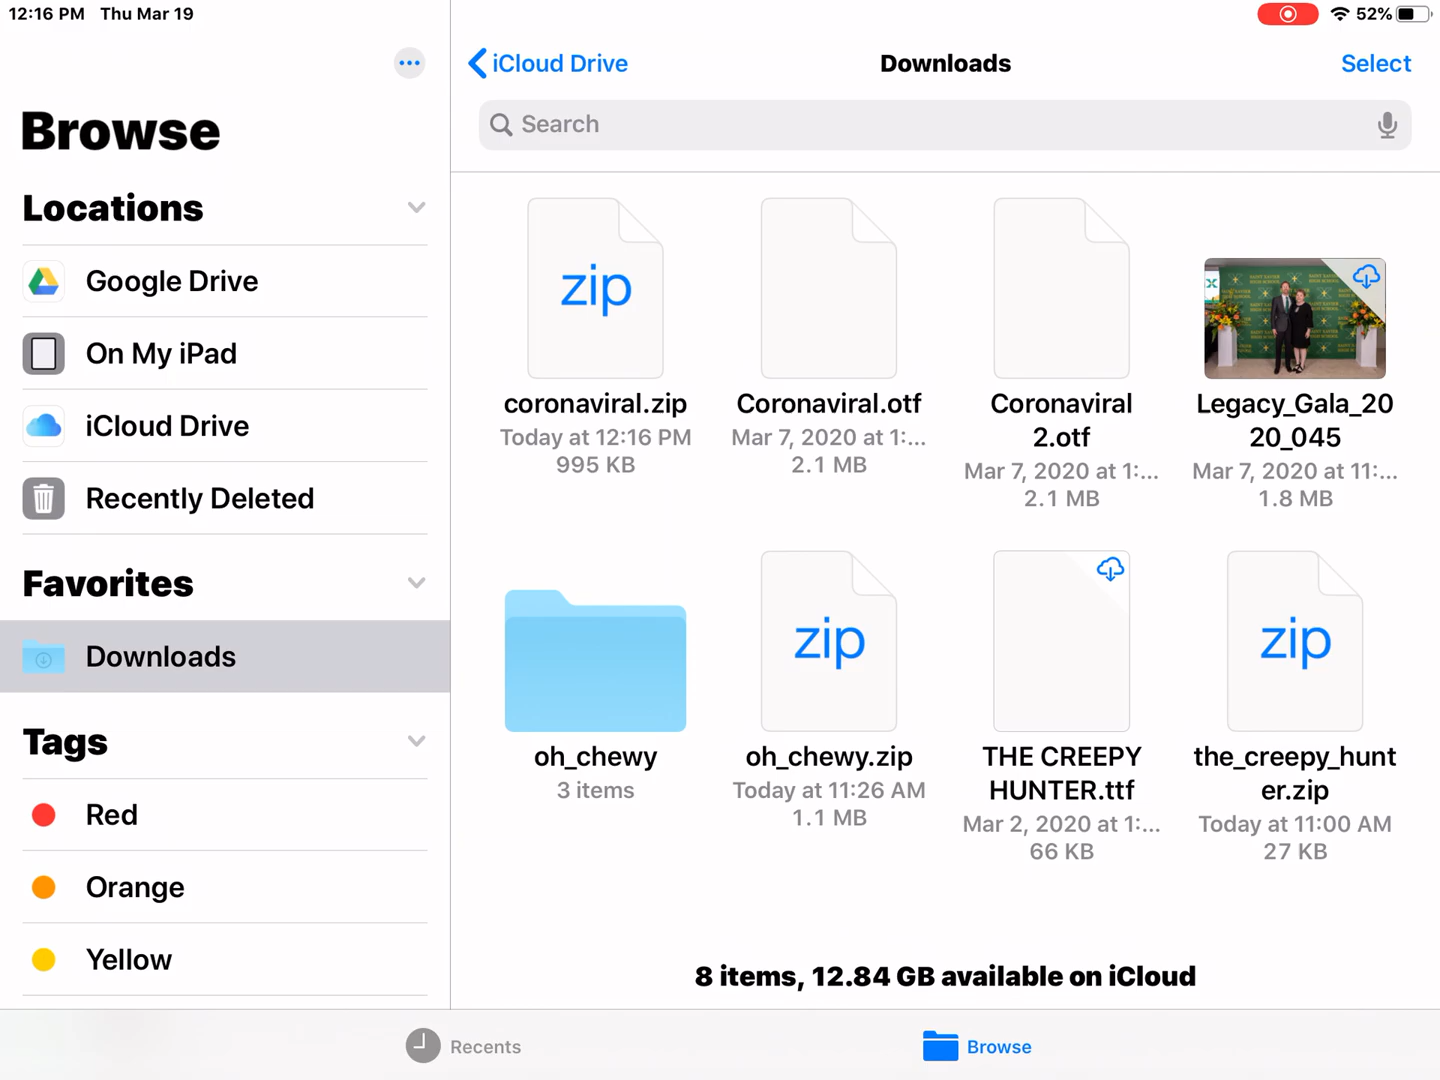 12:16 PM Thu Mar 19
52%
Browse
Locations
Google Drive
On My iPad
iCloud Drive
Recently Deleted
Favorites
Downloads
Tags
Red
Orange
Yellow
iCloud Drive
Downloads
Select
Search
zip
coronaviral.zip
Today at 12:16 PM
995 KB
Coronaviral.otf
Mar 7, 2020 at 1:...
2.1 MB
Coronaviral
2.otf
Mar 7, 2020 at 1:...
2.1 MB
Legacy_Gala_20
20_045
Mar 7, 2020 at 11:...
1.8 MB
oh_chewy
3 items
zip
oh_chewy.zip
Today at 11:26 AM
1.1 MB
THE CREEPY
HUNTER.ttf
Mar 2, 2020 at 1:...
66 KB
zip
the_creepy_hunt
er.zip
Today at 11:00 AM
27 KB
8 items, 12.84 GB available on iCloud
Recents
Browse